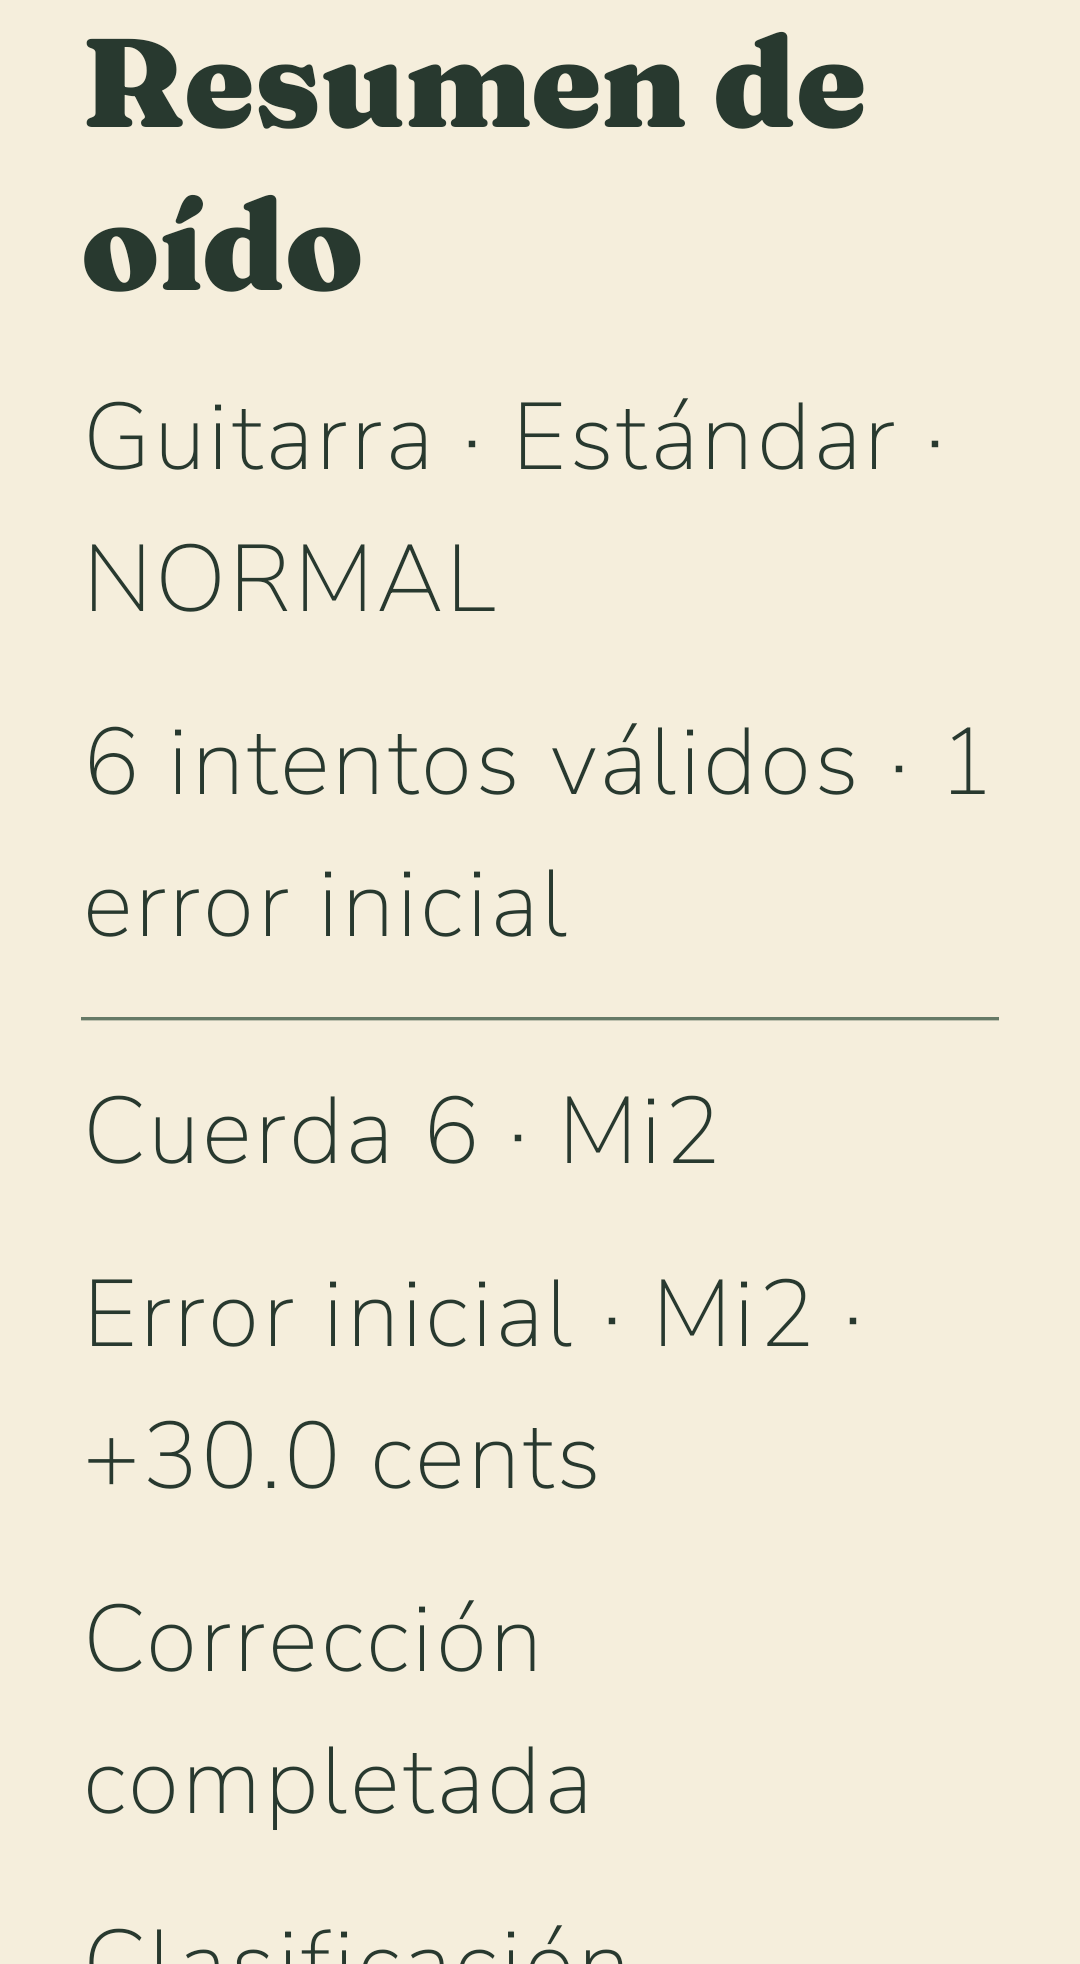 Resumen de
oído
Guitarra · Estándar ·
NORMAL
6 intentos válidos · 1
error inicial
Cuerda 6 · Mi2
Error inicial · Mi2 ·
+30.0 cents
Corrección
completada
Clasificación